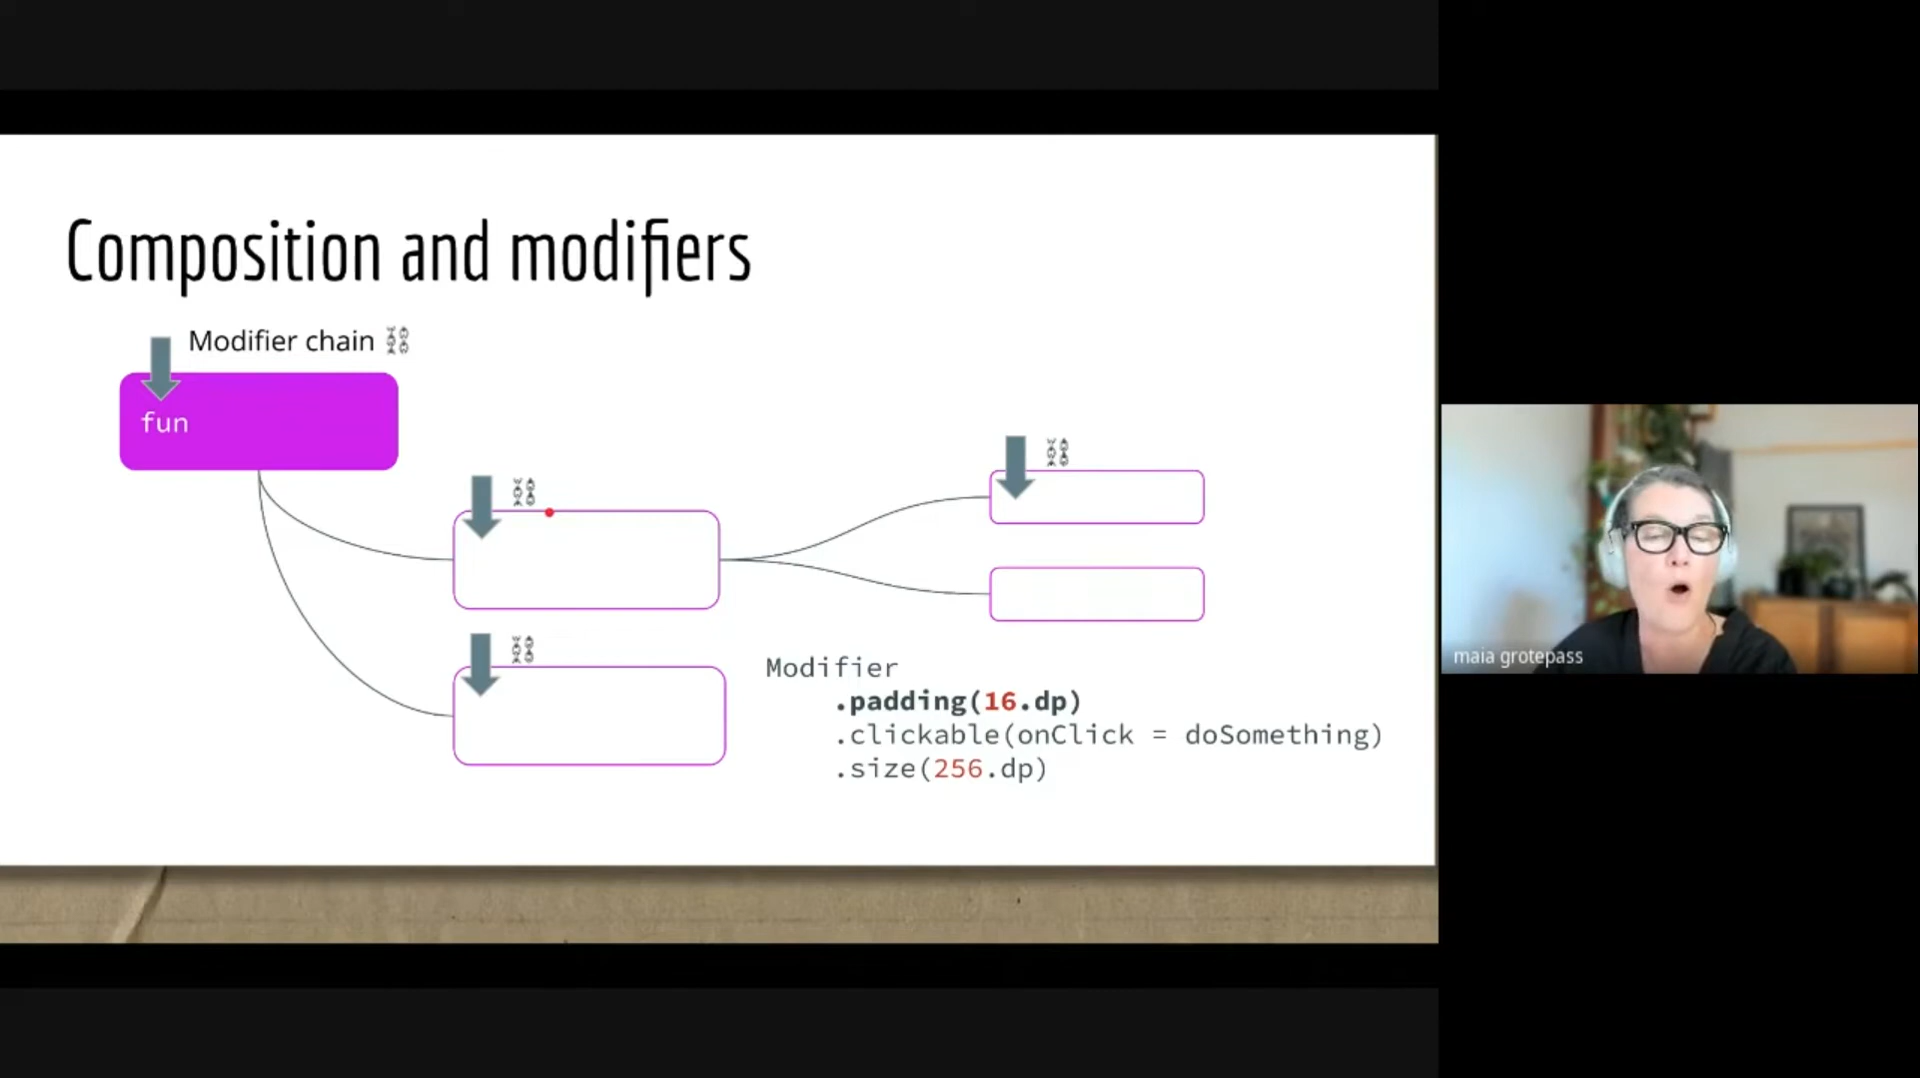 Composition and modifiers
Modifier chain ⛓
fun
⛓
⛓
⛓
Modifier
.padding(16.dp)
.clickable(onClick = doSomething)
.size(256.dp)
maia grotepass